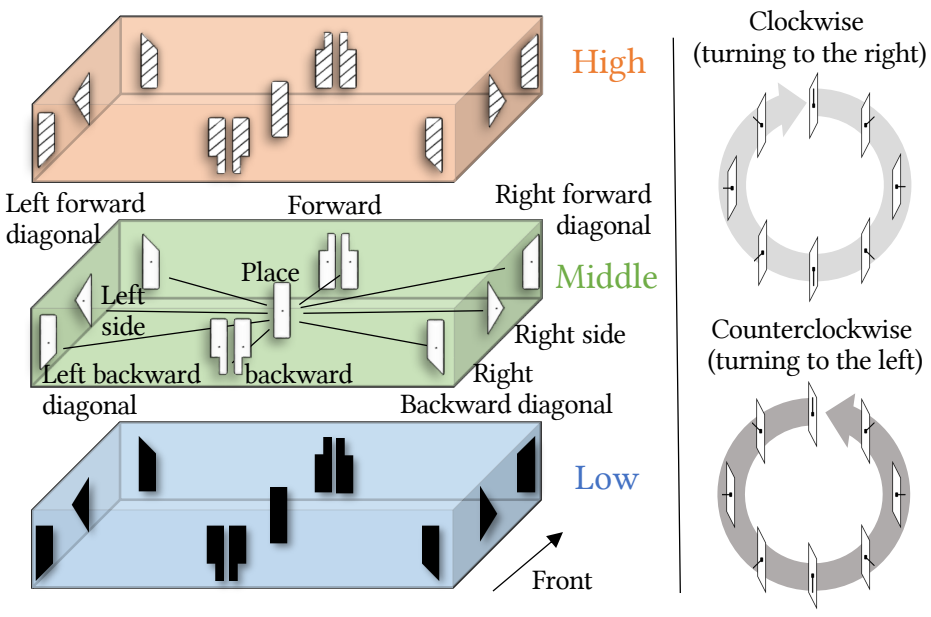 High
Left forward
diagonal
Forward
Right forward
diagonal
Middle
Place
Left
side
Right side
Left backward
diagonal
backward
Right
Backward diagonal
Low
Front
Clockwise
(turning to the right)
Counterclockwise
(turning to the left)